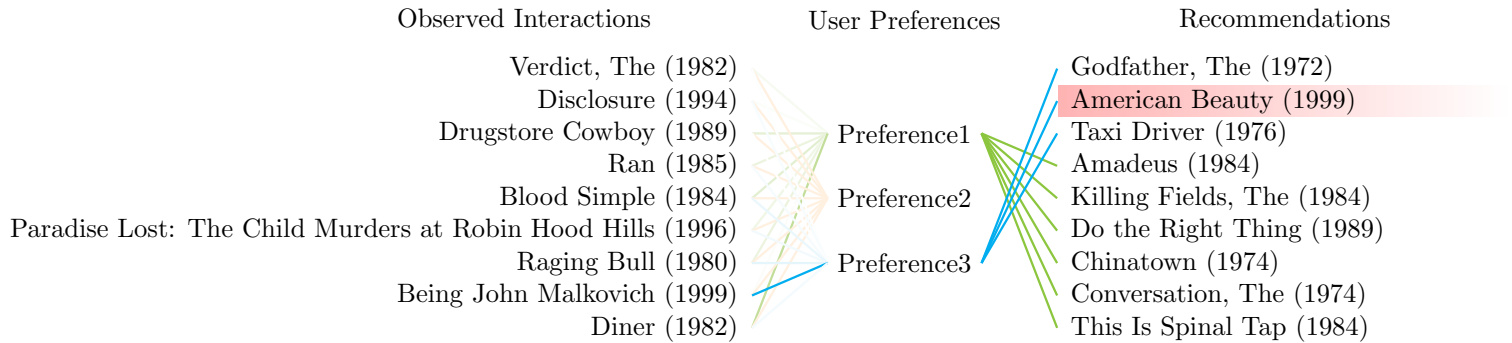 Observed Interactions
User Preferences
Recommendations
Verdict, The (1982)
Disclosure (1994)
Drugstore Cowboy (1989)
Ran (1985)
Blood Simple (1984)
Paradise Lost: The Child Murders at Robin Hood Hills (1996)
Raging Bull (1980)
Being John Malkovich (1999)
Diner (1982)
Preference1
Preference2
Preference3
Godfather, The (1972)
American Beauty (1999)
Taxi Driver (1976)
Amadeus (1984)
Killing Fields, The (1984)
Do the Right Thing (1989)
Chinatown (1974)
Conversation, The (1974)
This Is Spinal Tap (1984)